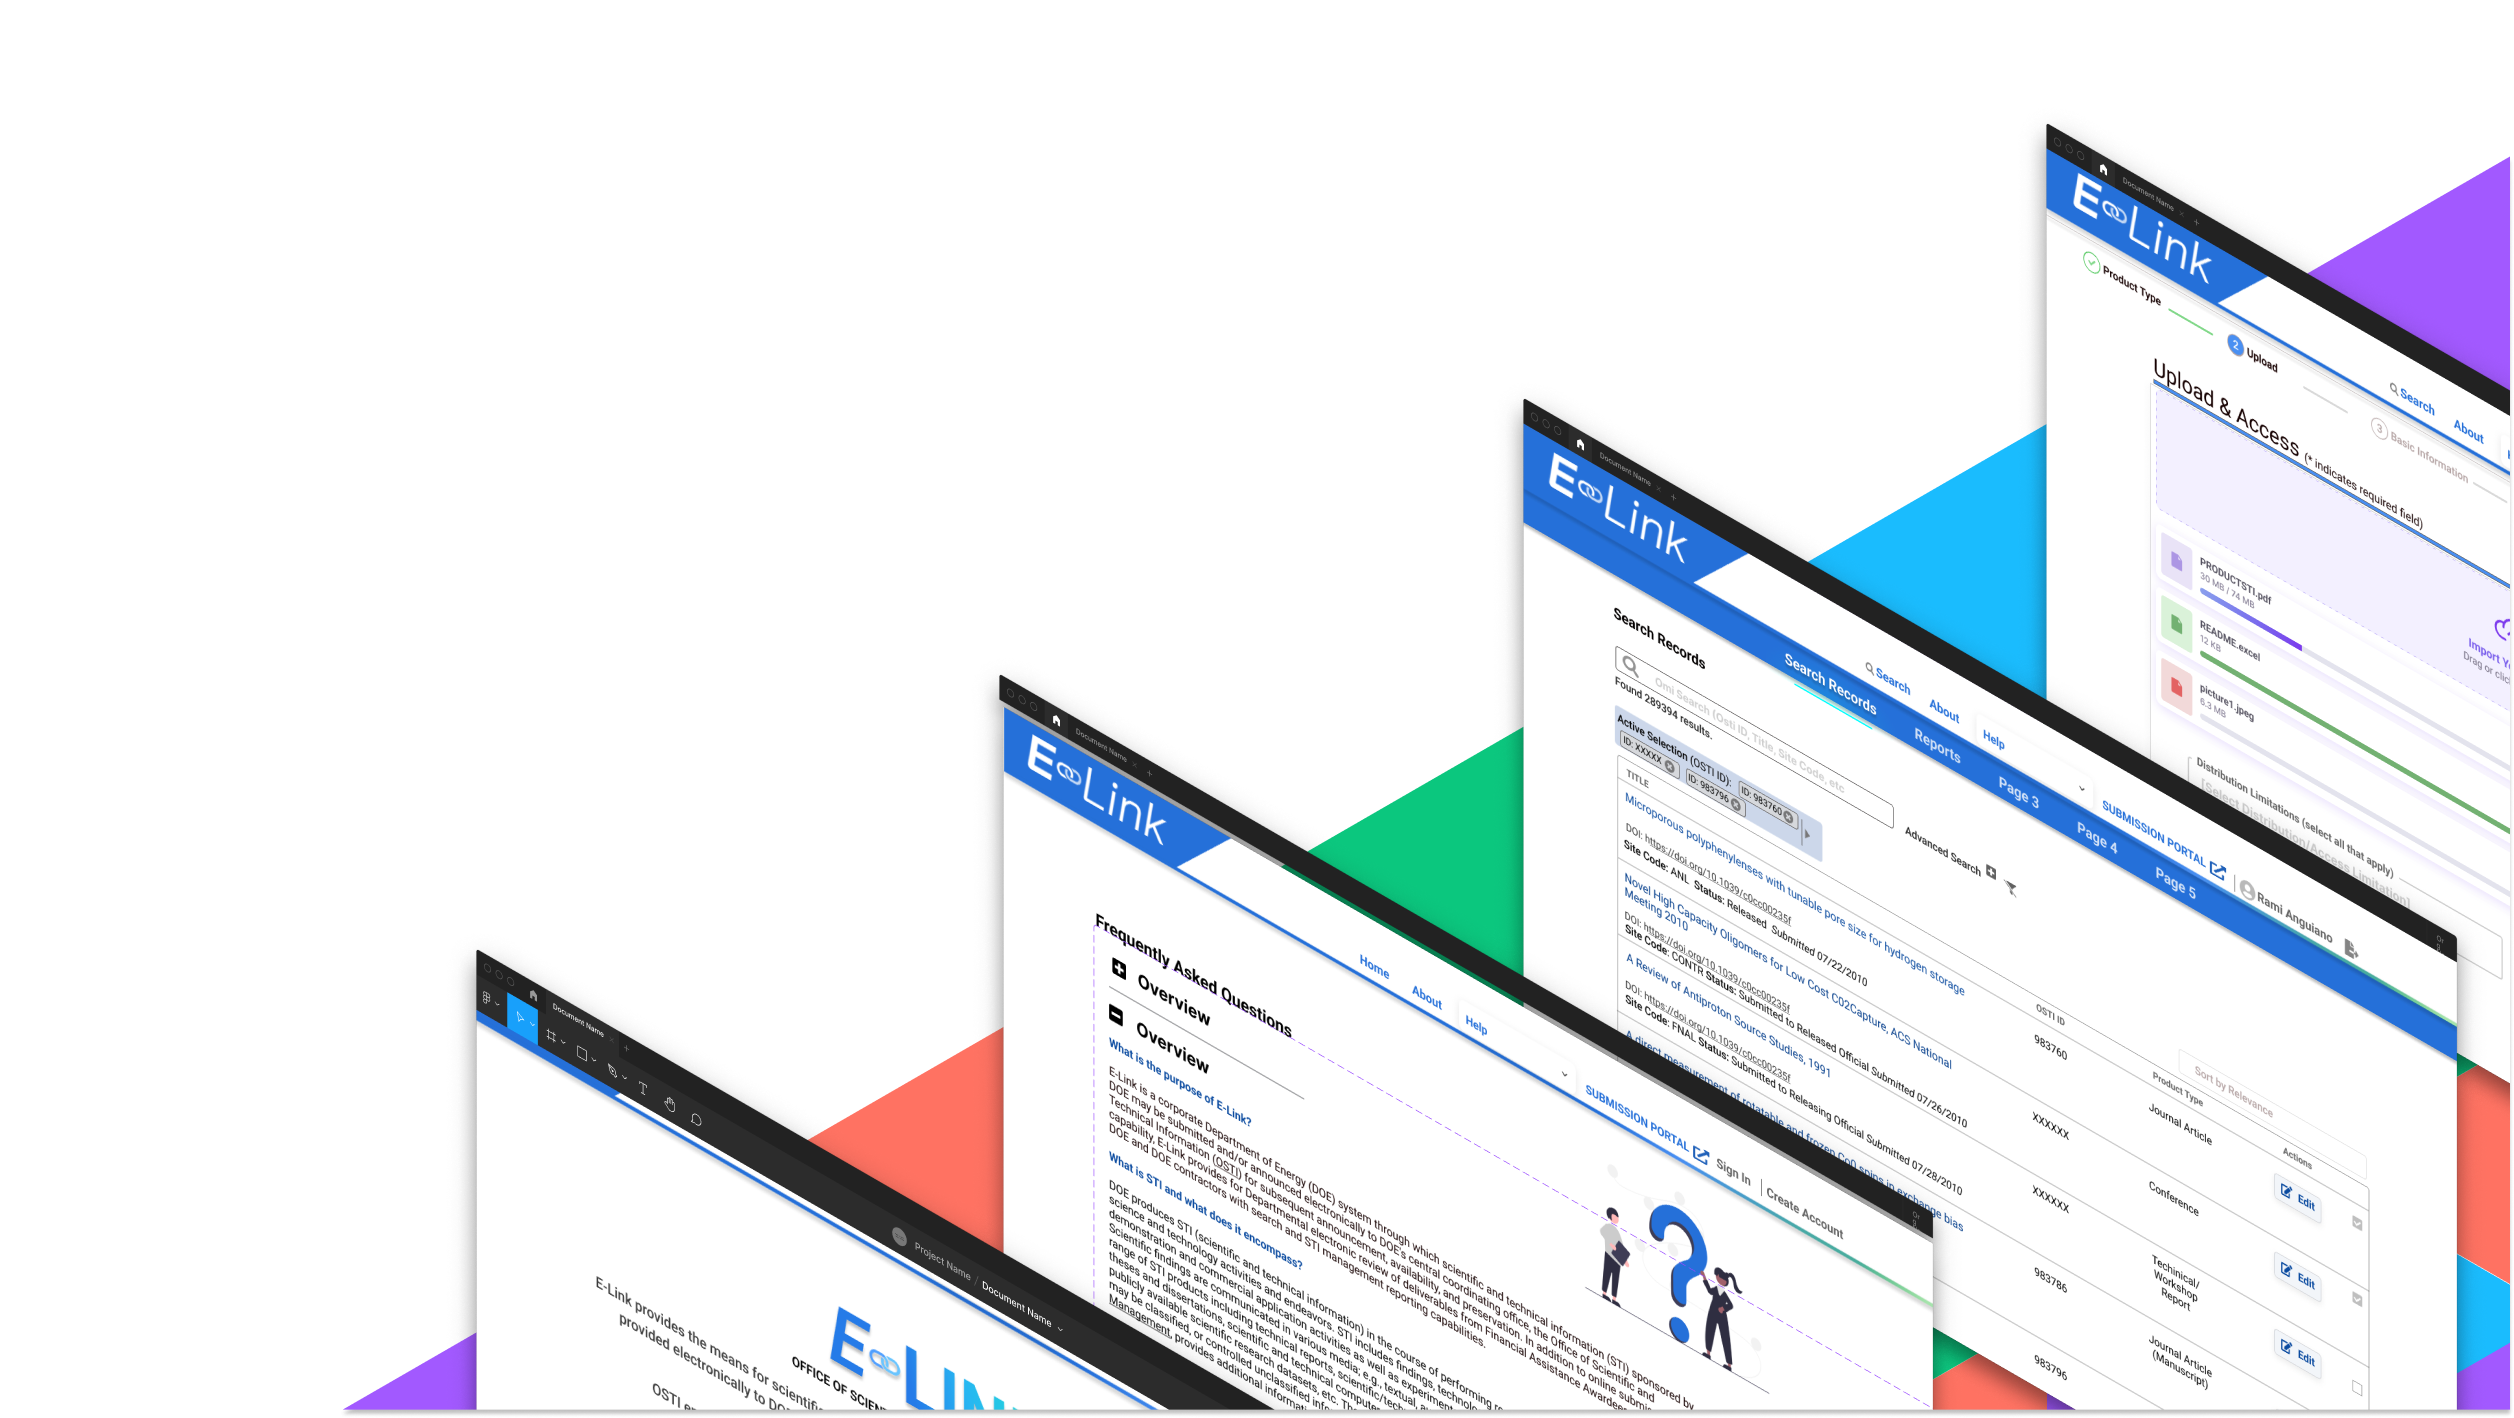 Document Name
E-Link
Product Type
2
Upload
3
Basic Information
Search
About
Upload & Access (* indicates required field)
PRODUCTSTI.pdf
30 MB / 74 MB
README.excel
12 KB
picture1.jpeg
6.3 MB
Drag or
Distribution Limitations (select all that apply)
[Select Distribution/Access Limitation]
Document Name
E-Link
Search
About
Help
SUBMISSION PORTAL
Rami Anguiano
Search Records
Reports
Page 3
Page 4
Page 5
Search Records
Omi Search (Osti ID, Title, Site Code, etc
Found 289394 results.
Advanced Search
Active Selection (OSTI ID):
ID: XXXXX
ID: 983796
ID: 983760
Sort by Relevance
TITLE
OSTI ID
Product Type
Actions
Microporous polyphenylenses with tunable pore size for hydrogen storage
DOI: https://doi.org/10.1039/c0cc00235f
Site Code: ANL Status: Released Submitted 07/22/2010
983760
Journal Article
Edit
Novel High Capacity Oligomers for Low Cost C02Capture, ACS National
Meeting 2010
DOI: https://doi.org/10.1039/c0cc00235f
Site Code: CONTR Status: Submitted to Released Official Submitted 07/26/2010
XXXXXX
Conference
Edit
A Review of Antiproton Source Studies, 1991
DOI: https://doi.org/10.1039/c0cc00235f
Site Code: FNAL Status: Submitted to Releasing Official Submitted 07/28/2010
XXXXXX
Techinical/
Workshop
Report
Edit
A direct measurement of rotatable and frozen CoO spins in exchange bias
983786
Journal Article
(Manuscript)
983796
Document Name
E-Link
Home
About
Help
SUBMISSION PORTAL
Sign In
Create Account
Frequently Asked Questions
Overview
Overview
What is the purpose of E-Link?
E-Link is a corporate Department of Energy (DOE) system through which scientific and technical information (STI) sponsored by
DOE may be submitted and/or announced electronically to DOE's central coordinating office, the Office of Scientific and
Technical Information (OSTI) for subsequent announcement, availability, and preservation. In addition to online
capability, E-Link provides for Departmental electronic review of deliverables from Financial Assistance
DOE and DOE contractors with search and STI management reporting capabilities.
What is STI and what does it encompass?
DOE produces STI (scientific and technical information) in the course of performing
science and technology activities and endeavors. STI includes findings,
demonstration and commercial application activities as well as experiment
Scientific findings are communicated in various media: e.g., textual,
range of STI products including technical reports, scientific/tech
theses and dissertations, scientific and technical
publicly available scientific research datasets, etc.
may be classified, or controlled unclassified
Management, provides additional
Document Name
Project Name / Document Name
E-LINK
OFFICE OF
E-Link provides the means for
provided electronically to
OSTI